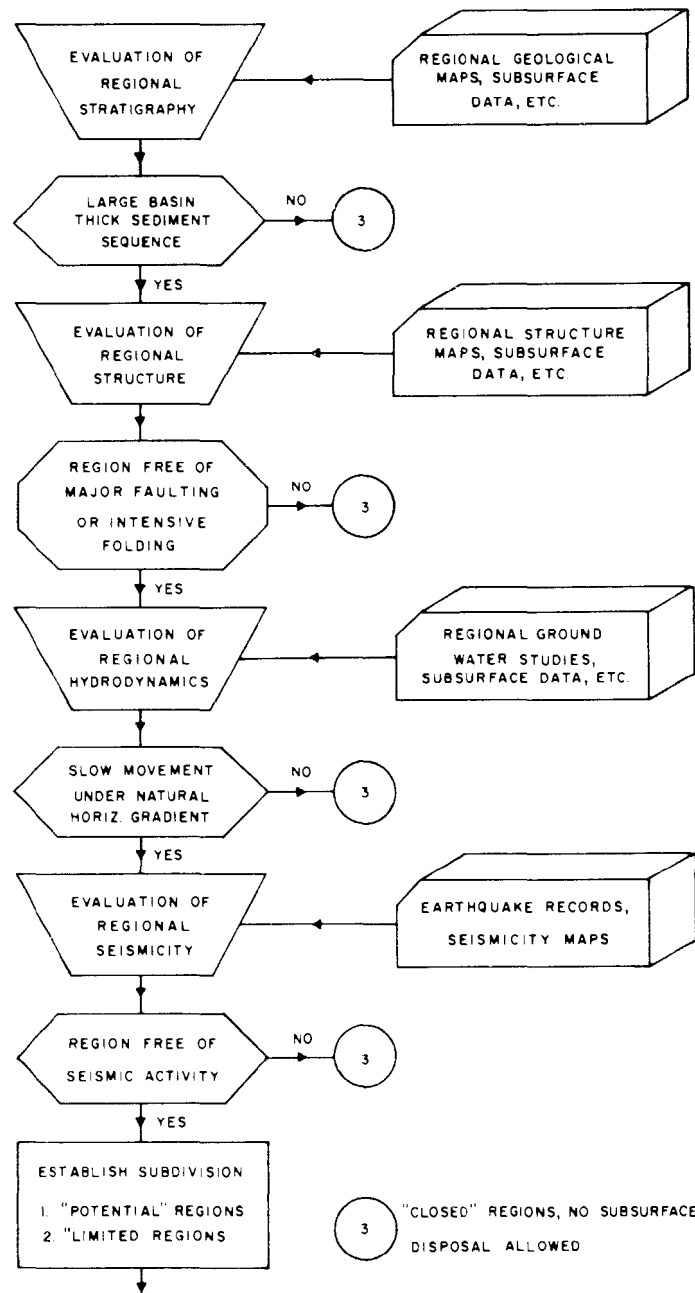 EVALUATION OF
REGIONAL
STRATIGRAPHY
REGIONAL GEOLOGICAL
MAPS, SUBSURFACE
DATA, ETC.
LARGE BASIN
THICK SEDIMENT
SEQUENCE
NO
3
YES
EVALUATION OF
REGIONAL
STRUCTURE
REGIONAL STRUCTURE
MAPS, SUBSURFACE
DATA, ETC.
REGION FREE OF
MAJOR FAULTING
OR INTENSIVE
FOLDING
NO
3
YES
EVALUATION OF
REGIONAL
HYDRODYNAMICS
REGIONAL GROUND
WATER STUDIES,
SUBSURFACE DATA, ETC.
SLOW MOVEMENT
UNDER NATURAL
HORIZ. GRADIENT
NO
3
YES
EVALUATION OF
REGIONAL
SEISMICITY
EARTHQUAKE RECORDS,
SEISMICITY MAPS
REGION FREE OF
SEISMIC ACTIVITY
NO
3
YES
ESTABLISH SUBDIVISION
1. "POTENTIAL" REGIONS
2. "LIMITED REGIONS
3
"CLOSED" REGIONS, NO SUBSURFACE
DISPOSAL ALLOWED